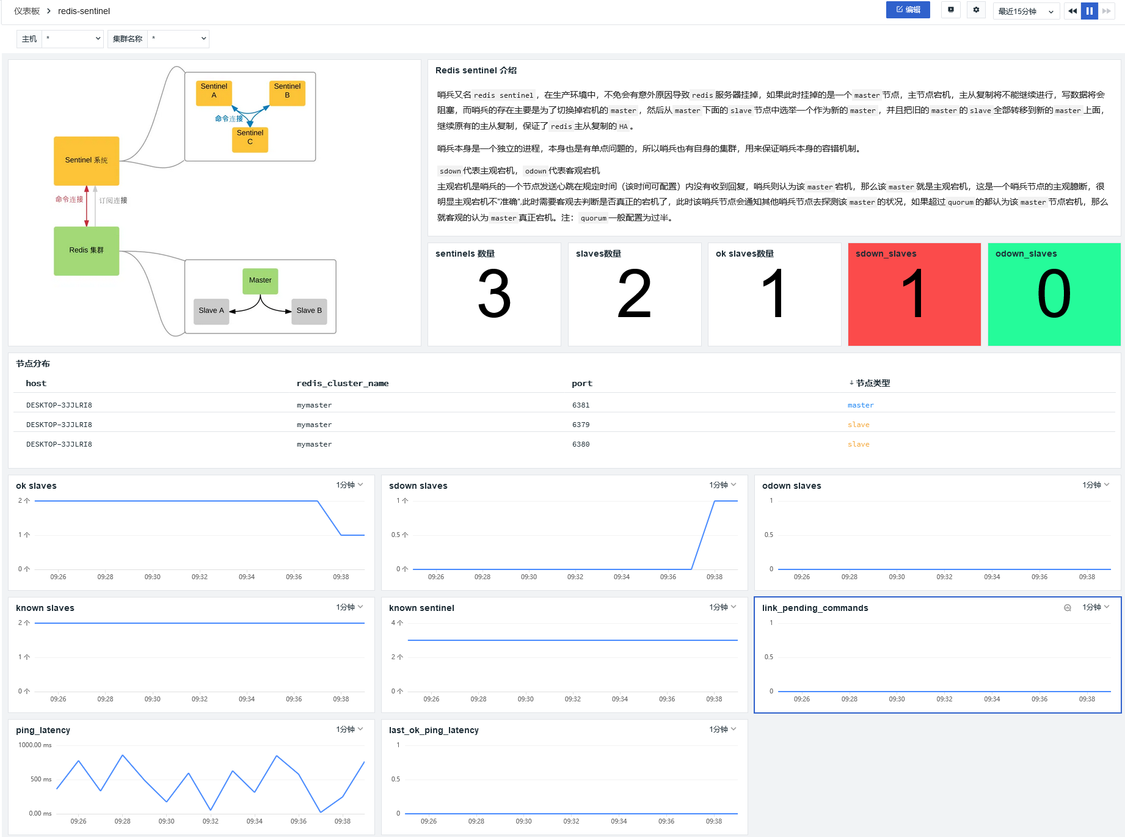 仪表板 > redis-sentinel
编辑
最近15分钟
主机 *
集群名称 *
Sentinel A
Sentinel B
命令连接
Sentinel C
Sentinel 系统
命令连接
订阅连接
Redis 集群
Master
Slave A
Slave B
Redis sentinel 介绍
哨兵又名 redis sentinel，在生产环境中，不免会有意外原因导致 redis 服务器挂掉，如果此时挂掉的是一个 master 节点，主节点宕机，主从复制将不能继续进行，写数据将会
阻塞，而哨兵的存在主要是为了切换掉宕机的 master，然后从 master 下面的 slave 节点中选举一个作为新的 master，并且把旧的 master 的 slave 全部转移到新的 master 上面，
继续原有的主从复制，保证了 redis 主从复制的 HA。
哨兵本身是一个独立的进程，本身也是有单点问题的，所以哨兵也有自身的集群，用来保证哨兵本身的容错机制。
sdown 代表主观宕机，odown 代表客观宕机
主观宕机是哨兵的一个节点发送心跳在规定时间（该时间可配置）内没有收到回复，哨兵则认为该 master 宕机，那么该 master 就是主观宕机，这是一个哨兵节点的主观臆断，很
明显主观宕机不"准确",此时需要客观去判断是否真正的宕机了，此时该哨兵节点会通知其他哨兵节点去探测该 master 的状况，如果超过 quorum 的都认为该 master 节点宕机，那么
就客观的认为 master 真正宕机。注： quorum 一般配置为过半。
sentinels 数量
3
slaves数量
2
ok slaves数量
1
sdown_slaves
1
odown_slaves
0
节点分布
host redis_cluster_name port ↓ 节点类型
DESKTOP-3JJLRI8 mymaster 6381 master
DESKTOP-3JJLRI8 mymaster 6379 slave
DESKTOP-3JJLRI8 mymaster 6380 slave
ok slaves 1分钟
2 个
1 个
0 个
09:26 09:28 09:30 09:32 09:34 09:36 09:38
sdown slaves 1分钟
1 个
0.5 个
0 个
09:26 09:28 09:30 09:32 09:34 09:36 09:38
odown slaves 1分钟
1
0.5
0
09:26 09:28 09:30 09:32 09:34 09:36 09:38
known slaves 1分钟
2 个
1 个
0 个
09:26 09:28 09:30 09:32 09:34 09:36 09:38
known sentinel 1分钟
4 个
2 个
0 个
09:26 09:28 09:30 09:32 09:34 09:36 09:38
link_pending_commands 1分钟
1
0.5
0
09:26 09:28 09:30 09:32 09:34 09:36 09:38
ping_latency 1分钟
1000.00 ms
500 ms
0.00 ms
09:26 09:28 09:30 09:32 09:34 09:36 09:38
last_ok_ping_latency 1分钟
1
0.5
0
09:26 09:28 09:30 09:32 09:34 09:36 09:38